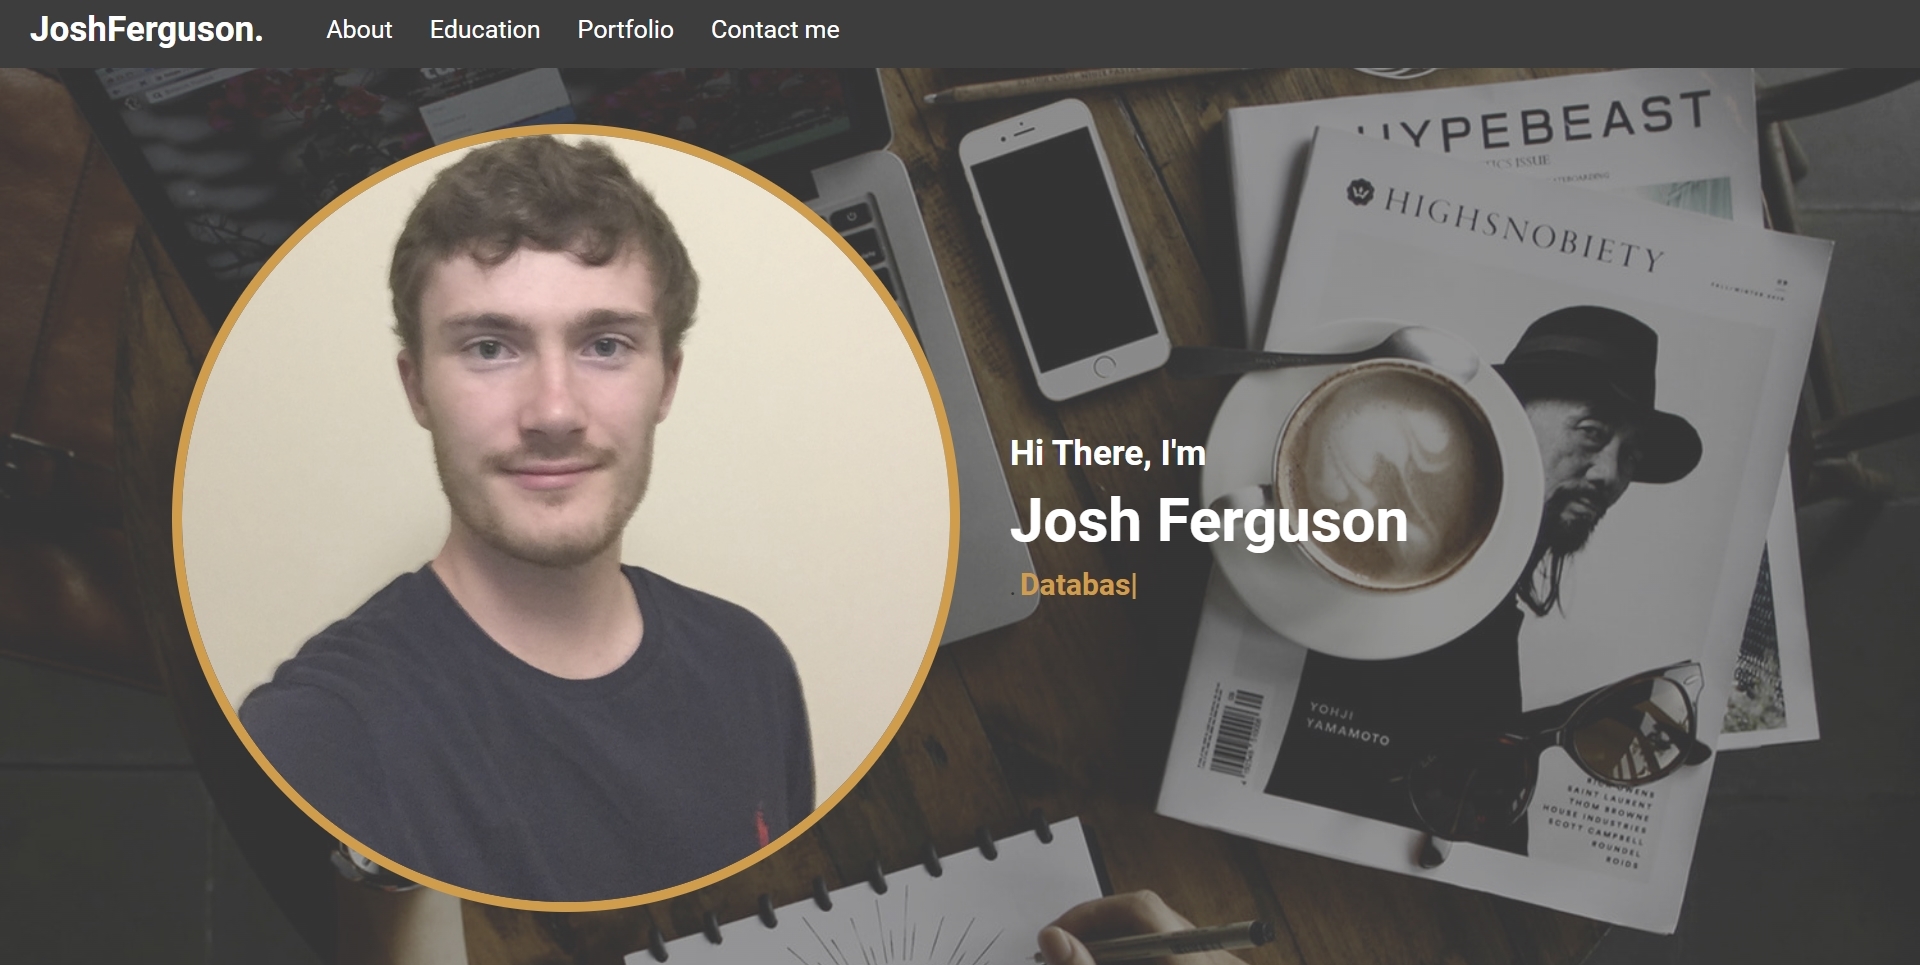 JoshFerguson.
About Education Portfolio Contact me
HYPEBEAST
HIGHSNOBIETY
Hi There, I'm
Josh Ferguson
. Databas|
YOHJI
YAMAMOTO
SAINT LAURENT
THOM BROWNE
HOUSE INDUSTRIES
SCOTT CAMPBELL
ROUNDEL
ROIDS